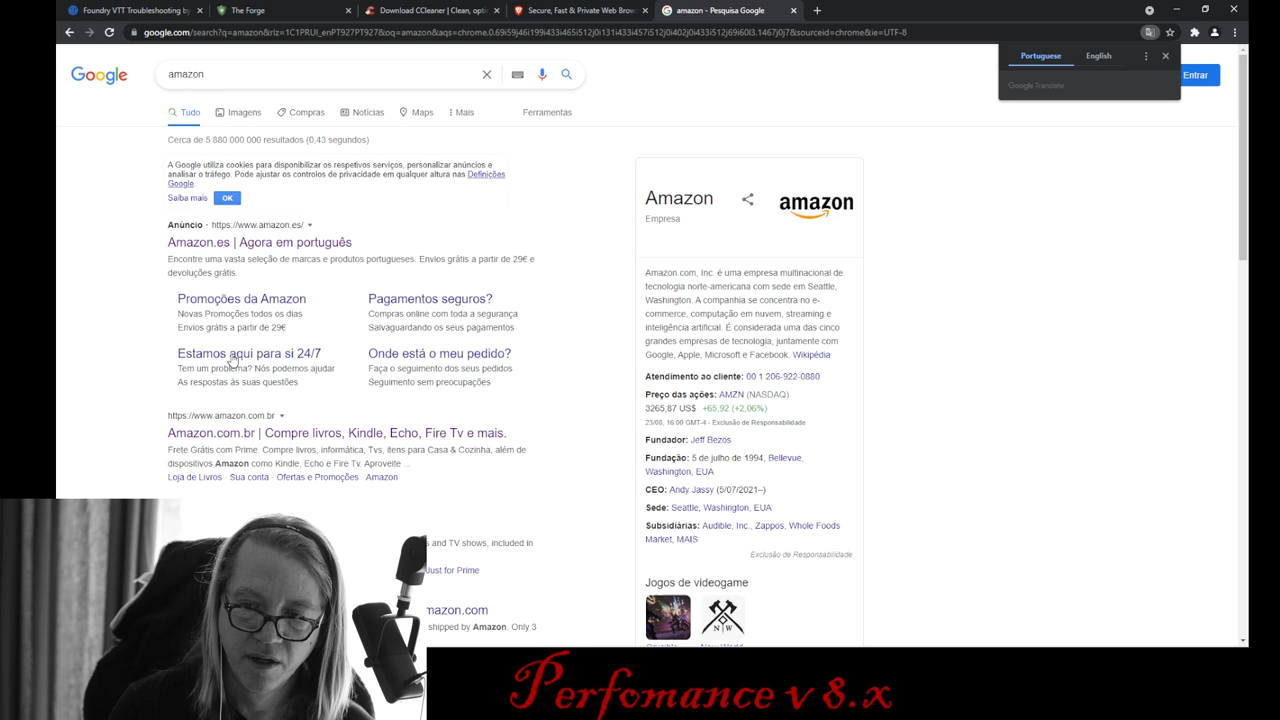 Foundry VTT Troubleshooting by
The Forge
Download CCleaner | Clean, opti
Secure, Fast & Private Web Brow
amazon - Pesquisa Google
google.com/search?q=amazon&rlz=1C1PRUI_enPT927PT927&oq=amazon&aqs=chrome.0.69i59j46i199i433i465i512j0i131i433i457i512j0i402j0i433i512j69i60l3.1467j0j7&sourceid=chrome&ie=UTF-8
Portuguese English
Google Translate
Google
amazon
Entrar
Tudo Imagens Compras Notícias Maps Mais Ferramentas
Cerca de 5 880 000 000 resultados (0,43 segundos)
A Google utiliza cookies para disponibilizar os respetivos serviços, personalizar anúncios e
analisar o tráfego. Pode ajustar os controlos de privacidade em qualquer altura nas Definições
Google.
Saiba mais OK
Anúncio · https://www.amazon.es/
Amazon.es | Agora em português
Encontre uma vasta seleção de marcas e produtos portugueses. Envios grátis a partir de 29€ e
devoluções grátis.
Promoções da Amazon
Novas Promoções todos os dias
Envios grátis a partir de 29€
Pagamentos seguros?
Compras online com toda a segurança
Salvaguardando os seus pagamentos
Estamos aqui para si 24/7
Tem um problema? Nós podemos ajudar
As respostas às suas questões
Onde está o meu pedido?
Faça o seguimento dos seus pedidos
Seguimento sem preocupações
https://www.amazon.com.br
Amazon.com.br | Compre livros, Kindle, Echo, Fire Tv e mais.
Frete Grátis com Prime. Compre livros, informática, Tvs, itens para Casa & Cozinha, além de
dispositivos Amazon como Kindle, Echo e Fire Tv. Aproveite ...
Loja de Livros · Sua conta · Ofertas e Promoções · Amazon
s and TV shows, included in
Just for Prime
mazon.com
shipped by Amazon. Only 3
Amazon
Empresa
amazon
Amazon.com, Inc. é uma empresa multinacional de
tecnologia norte-americana com sede em Seattle,
Washington. A companhia se concentra no e-
commerce, computação em nuvem, streaming e
inteligência artificial. É considerada uma das cinco
grandes empresas de tecnologia, juntamente com
Google, Apple, Microsoft e Facebook. Wikipédia
Atendimento ao cliente: 00 1 206-922-0880
Preço das ações: AMZN (NASDAQ)
3265,87 US$ +65,92 (+2,06%)
23/08, 16:00 GMT-4 - Exclusão de Responsabilidade
Fundador: Jeff Bezos
Fundação: 5 de julho de 1994, Bellevue,
Washington, EUA
CEO: Andy Jassy (5/07/2021–)
Sede: Seattle, Washington, EUA
Subsidiárias: Audible, Inc., Zappos, Whole Foods
Market, MAIS
Exclusão de Responsabilidade
Jogos de videogame
N W
Perfomance v 8.x